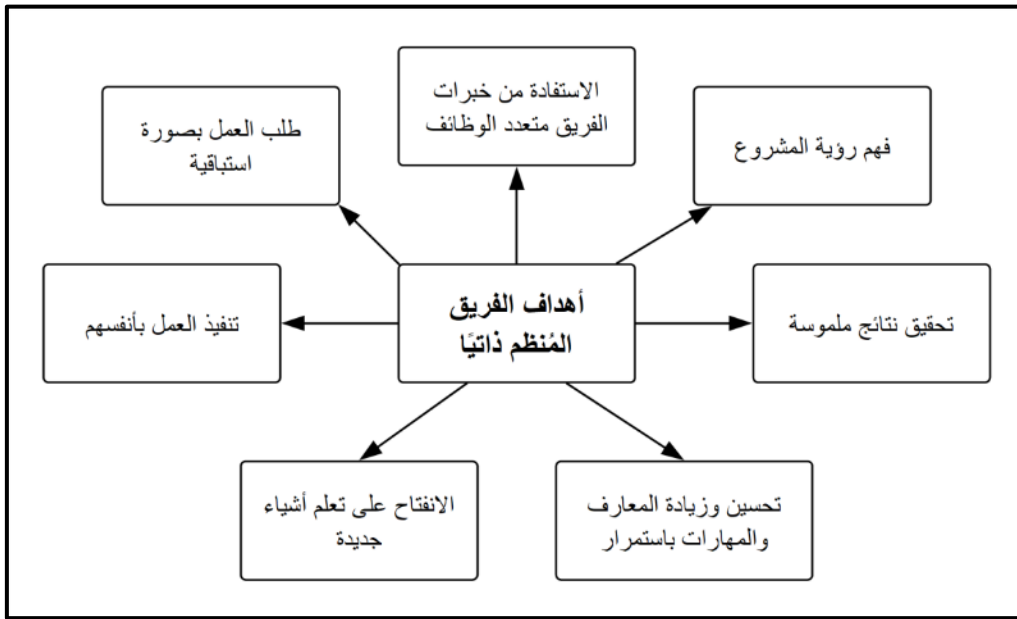 الاستفادة من خبرات
الفريق متعدد الوظائف
فهم رؤية المشروع
طلب العمل بصورة
استباقية
أهداف الفريق
المُنظم ذاتيًا
تحقيق نتائج ملموسة
تنفيذ العمل بأنفسهم
تحسين وزيادة المعارف
والمهارات باستمرار
الانفتاح على تعلم أشياء
جديدة